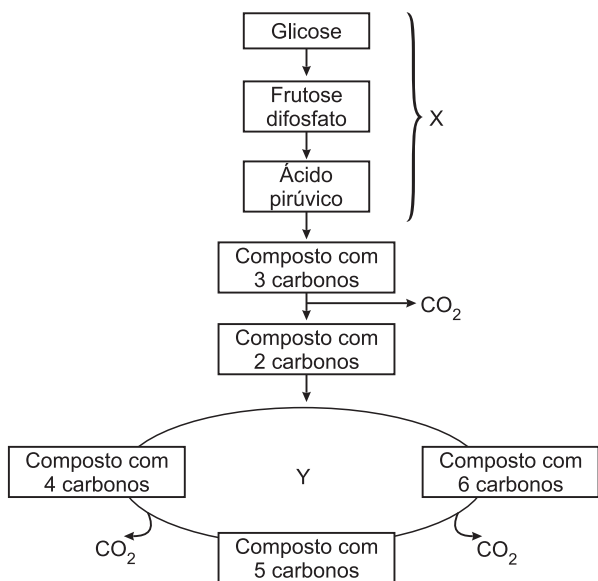 Glicose
Frutose
difosfato
X
Ácido
pirúvico
Composto com
3 carbonos
CO2
Composto com
2 carbonos
Composto com
4 carbonos
Y
Composto com
6 carbonos
CO2
CO2
Composto com
5 carbonos